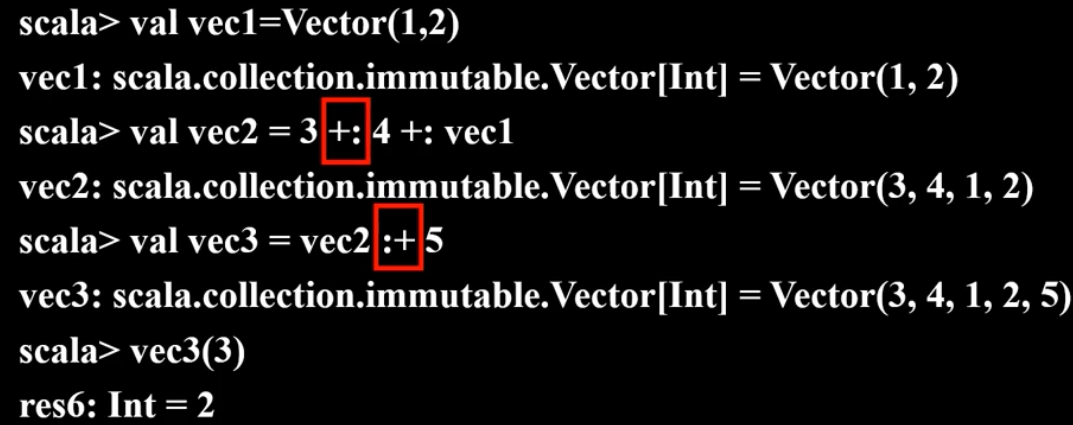 scala> val vec1=Vector(1,2)
vec1: scala.collection.immutable.Vector[Int] = Vector(1, 2)
scala> val vec2 = 3 +: 4 +: vec1
vec2: scala.collection.immutable.Vector[Int] = Vector(3, 4, 1, 2)
scala> val vec3 = vec2 :+ 5
vec3: scala.collection.immutable.Vector[Int] = Vector(3, 4, 1, 2, 5)
scala> vec3(3)
res6: Int = 2